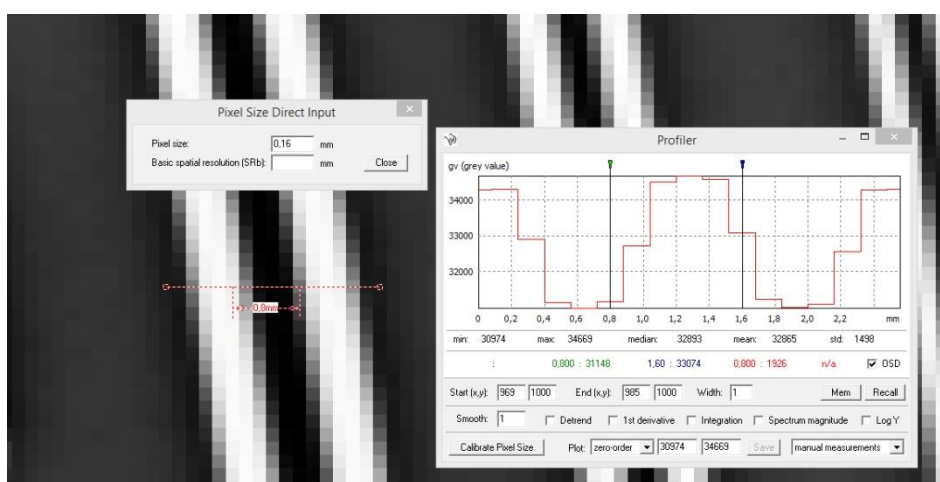 Pixel Size Direct Input
Pixel size: 0,16 mm
Basic spatial resolution (SRb): mm Close
0,8mm
Profiler
gv (grey value)
34000
33000
32000
0 0,2 0,4 0,6 0,8 1,0 1,2 1,4 1,6 1,8 2,0 2,2 mm
min: 30974 max: 34669 median: 32893 mean: 32865 std: 1498
: 0,800 : 31148 1,60 : 33074 0,800 : 1926 n/a OSD
Start (x,y): 969 1000 End (x,y): 985 1000 Width: 1 Mem Recall
Smooth: 1 Detrend 1st derivative Integration Spectrum magnitude Log 'Y'
Calibrate Pixel Size Plot: zero-order 30974 34669 Save manual measurements